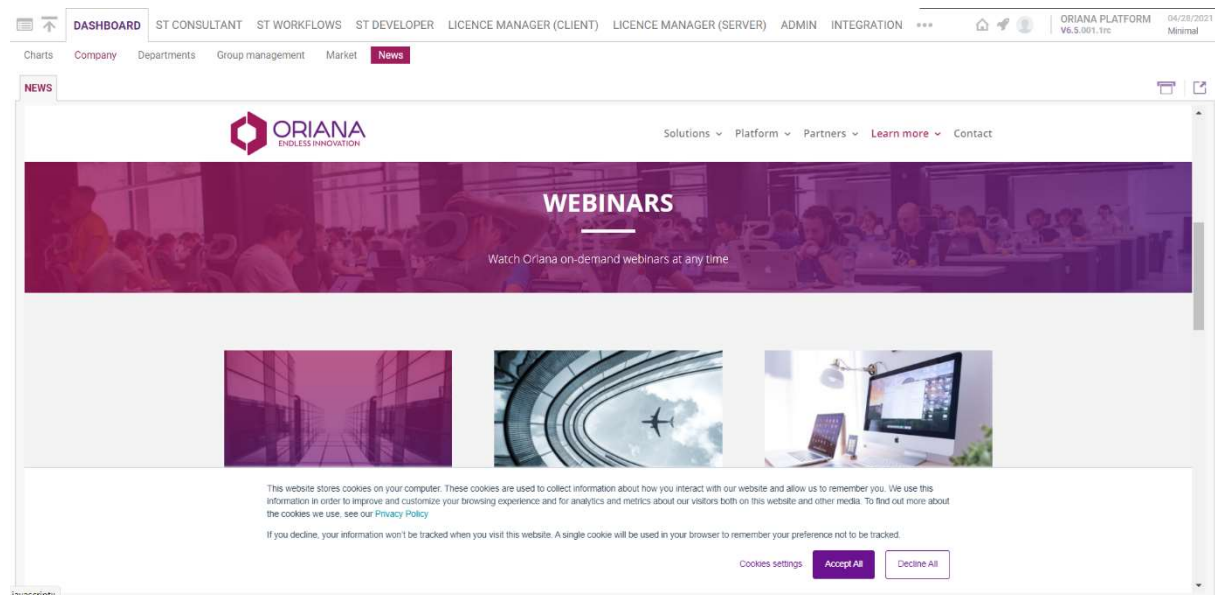 DASHBOARD ST CONSULTANT ST WORKFLOWS ST DEVELOPER LICENCE MANAGER (CLIENT) LICENCE MANAGER (SERVER) ADMIN INTEGRATION ••• ORIANA PLATFORM 04/28/2021
V6.5.001.1rc Minimal
Charts Company Departments Group management Market News
NEWS
ORIANA
ENDLESS INNOVATION
Solutions Platform Partners Learn more Contact
WEBINARS
Watch Oriana on-demand webinars at any time
This website stores cookies on your computer. These cookies are used to collect information about how you interact with our website and allow us to remember you. We use this
information in order to improve and customize your browsing experience and for analytics and metrics about our visitors both on this website and other media. To find out more about
the cookies we use, see our Privacy Policy
If you decline, your information won't be tracked when you visit this website. A single cookie will be used in your browser to remember your preference not to be tracked.
Cookies settings Accept All Decline All